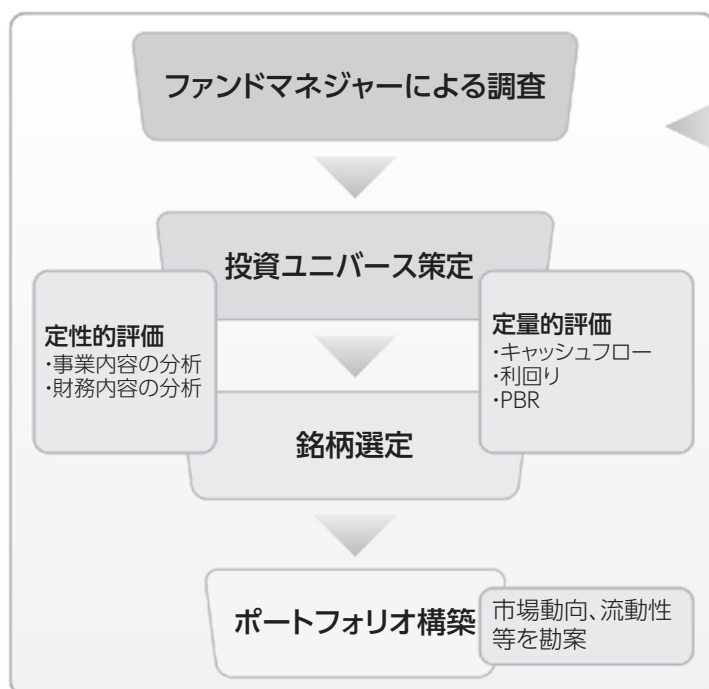 ファンドマネジャーによる調査
投資ユニバース策定
定性的評価
・事業内容の分析
・財務内容の分析
定量的評価
・キャッシュフロー
・利回り
・PBR
銘柄選定
ポートフォリオ構築
市場動向、流動性
等を勘案